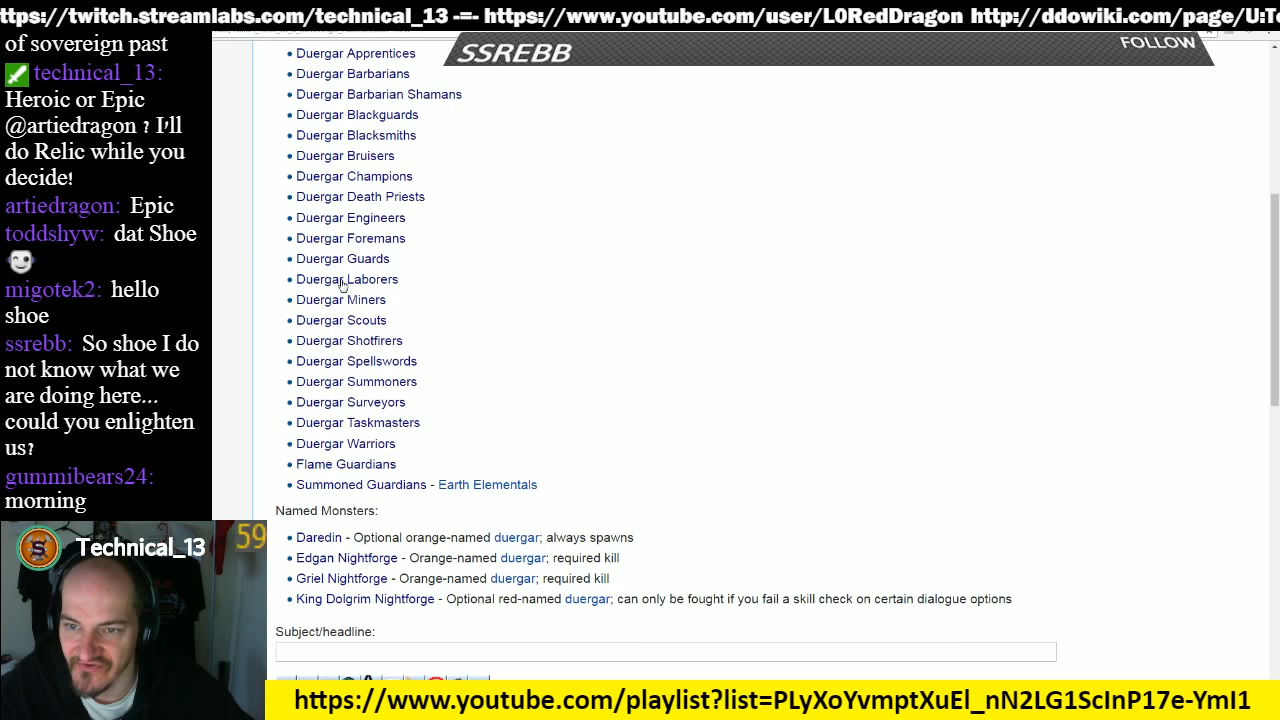 ttps://twitch.streamlabs.com/technical_13 -=- https://www.youtube.com/user/L0RedDragon http://ddowiki.com/page/U:Te
SSREBB
FOLLOW
of sovereign past
technical_13:
Heroic or Epic
@artiedragon ? I'll
do Relic while you
decide!
artiedragon: Epic
toddshyw: dat Shoe
migotek2: hello
shoe
ssrebb: So shoe I do
not know what we
are doing here...
could you enlighten
us?
gummibears24:
morning
Technical_13
59
Duergar Apprentices
Duergar Barbarians
Duergar Barbarian Shamans
Duergar Blackguards
Duergar Blacksmiths
Duergar Bruisers
Duergar Champions
Duergar Death Priests
Duergar Engineers
Duergar Foremans
Duergar Guards
Duergar Laborers
Duergar Miners
Duergar Scouts
Duergar Shotfirers
Duergar Spellswords
Duergar Summoners
Duergar Surveyors
Duergar Taskmasters
Duergar Warriors
Flame Guardians
Summoned Guardians - Earth Elementals
Named Monsters:
Daredin - Optional orange-named duergar; always spawns
Edgan Nightforge - Orange-named duergar; required kill
Griel Nightforge - Orange-named duergar; required kill
King Dolgrim Nightforge - Optional red-named duergar; can only be fought if you fail a skill check on certain dialogue options
Subject/headline:
https://www.youtube.com/playlist?list=PLyXoYvmptXuEl_nN2LG1ScInP17e-YmI1